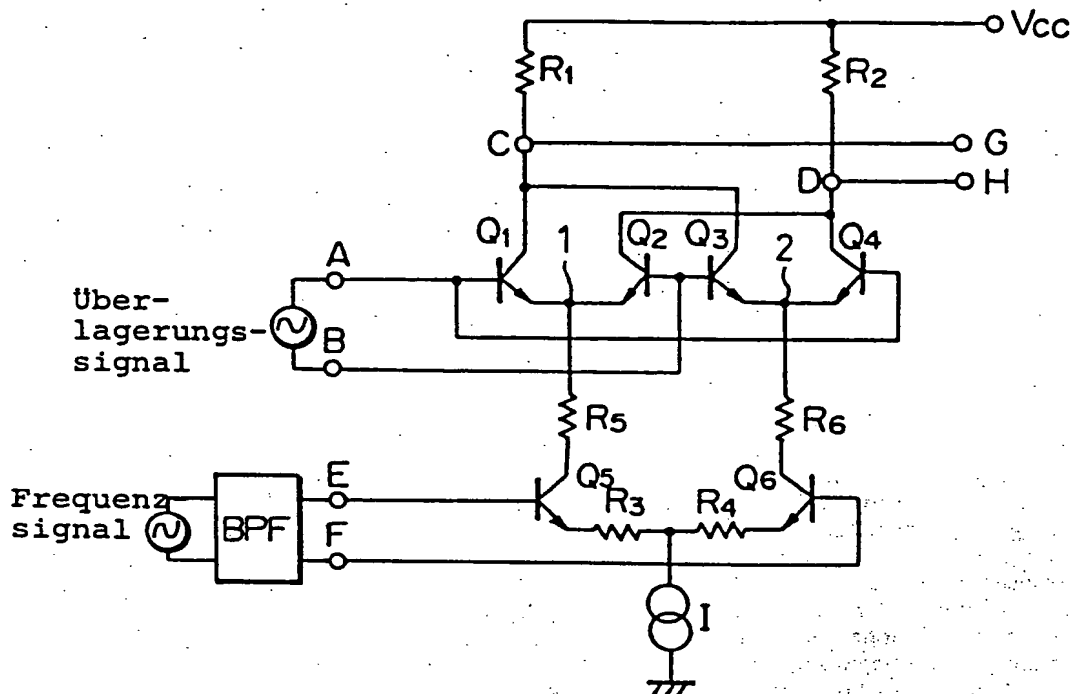 Vcc
R1
R2
C
G
D
H
Q1
1
Q2
Q3
2
Q4
A
Über-
lagerungs-
signal
B
R5
R6
E
Q5
Q6
Frequenz
signal
BPF
R3
R4
F
I